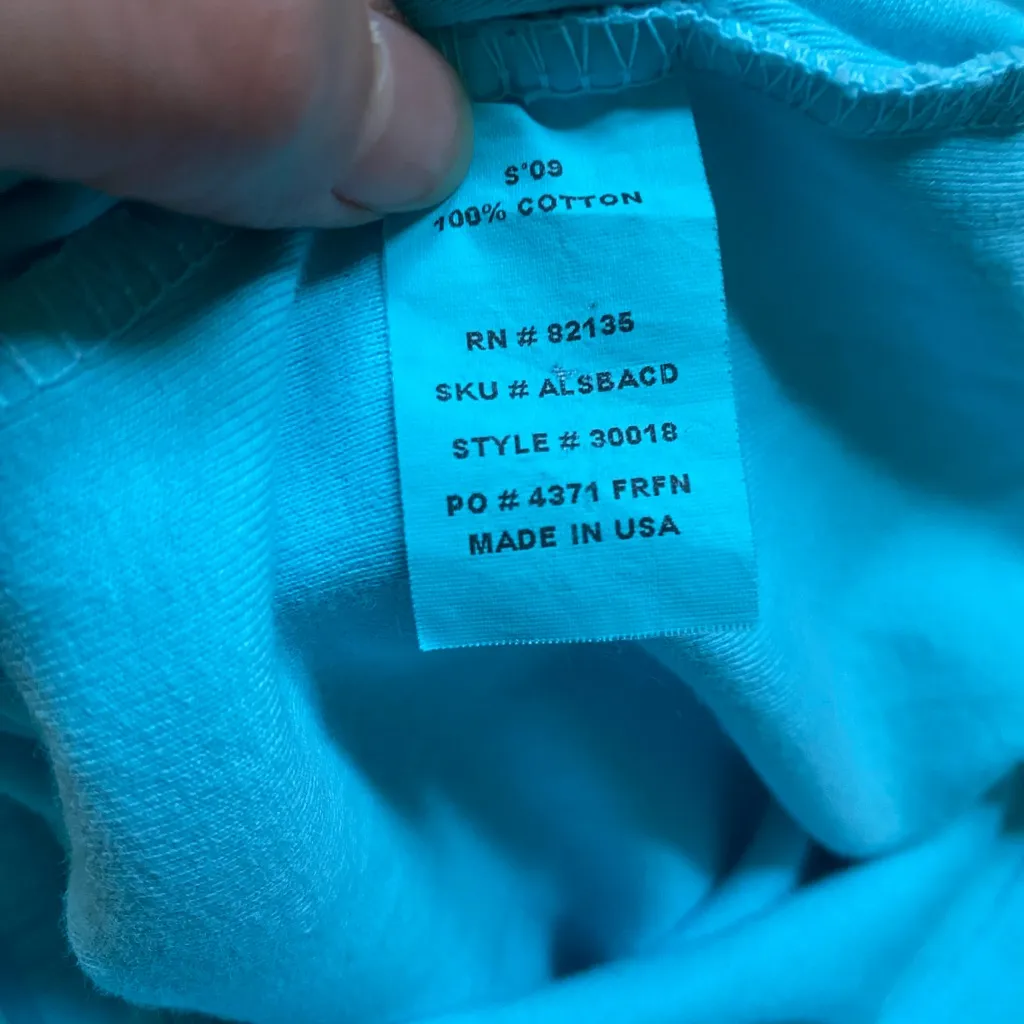 S'09
100% COTTON
RN # 82135
SKU # ALSBACD
STYLE # 30018
PO # 4371 FRFN
MADE IN USA